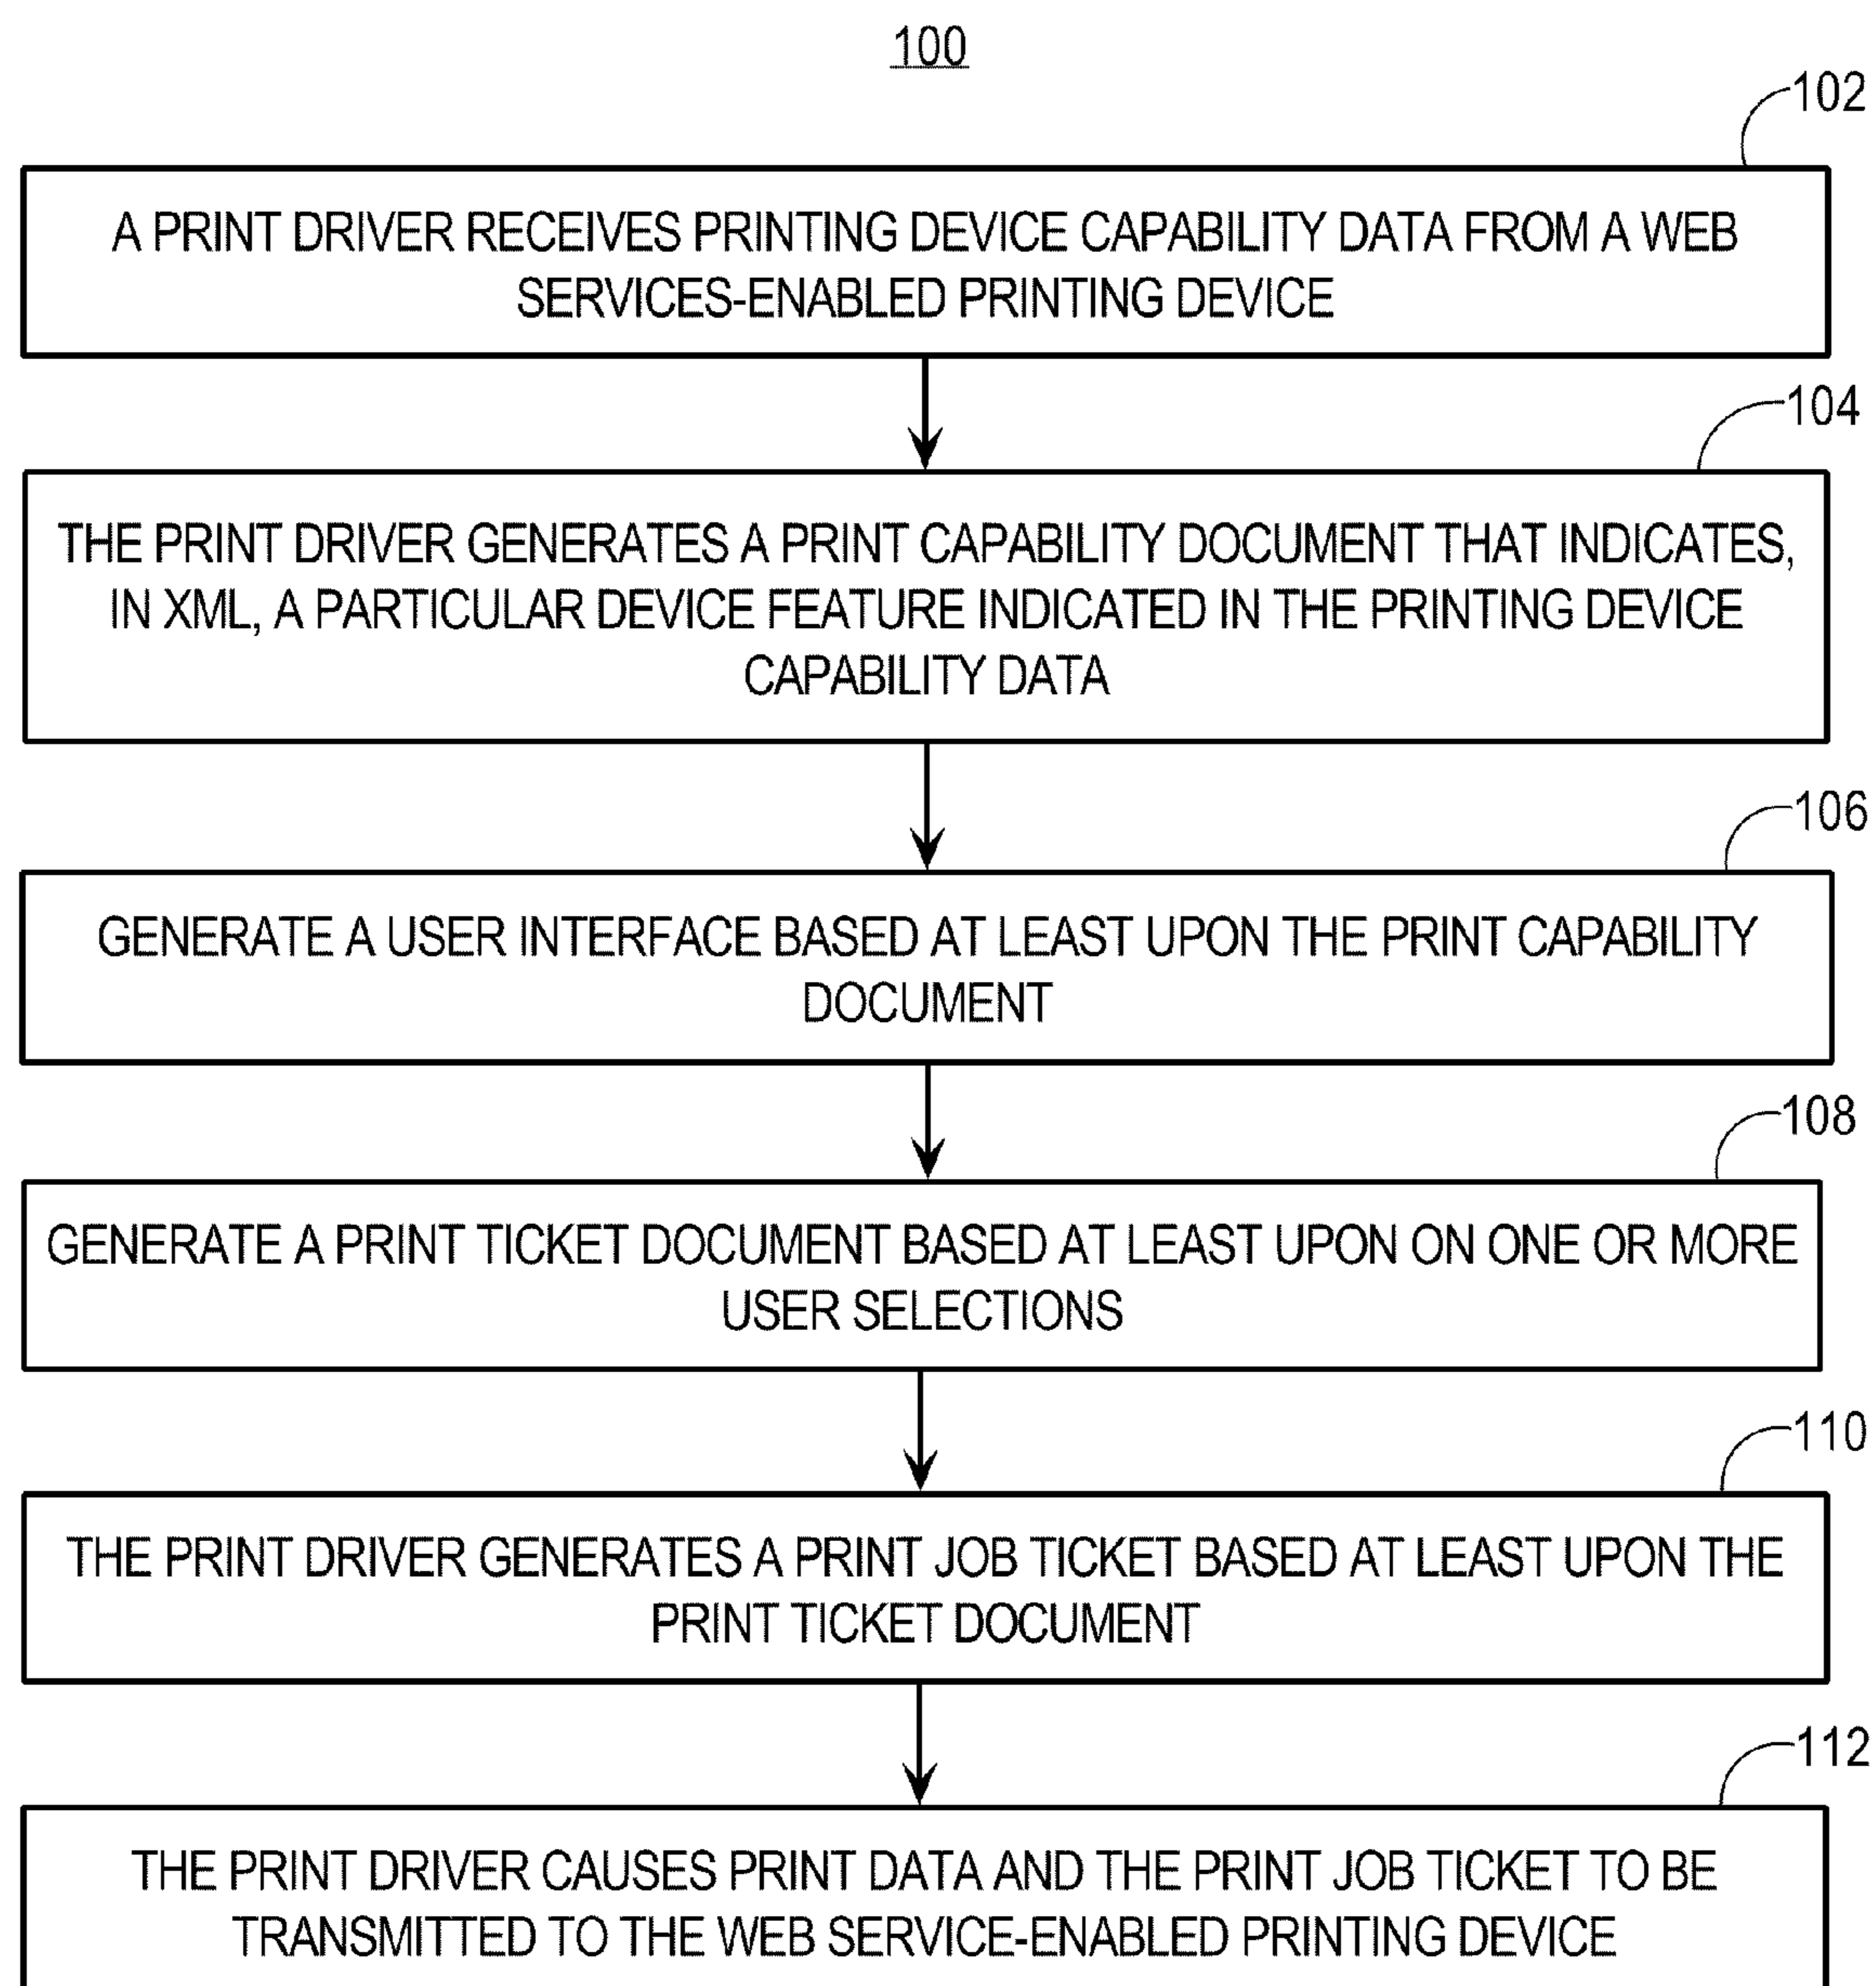 100
102
A PRINT DRIVER RECEIVES PRINTING DEVICE CAPABILITY DATA FROM A WEB
SERVICES-ENABLED PRINTING DEVICE
104
THE PRINT DRIVER GENERATES A PRINT CAPABILITY DOCUMENT THAT INDICATES,
IN XML, A PARTICULAR DEVICE FEATURE INDICATED IN THE PRINTING DEVICE
CAPABILITY DATA
106
GENERATE A USER INTERFACE BASED AT LEAST UPON THE PRINT CAPABILITY
DOCUMENT
108
GENERATE A PRINT TICKET DOCUMENT BASED AT LEAST UPON ON ONE OR MORE
USER SELECTIONS
110
THE PRINT DRIVER GENERATES A PRINT JOB TICKET BASED AT LEAST UPON THE
PRINT TICKET DOCUMENT
112
THE PRINT DRIVER CAUSES PRINT DATA AND THE PRINT JOB TICKET TO BE
TRANSMITTED TO THE WEB SERVICE-ENABLED PRINTING DEVICE